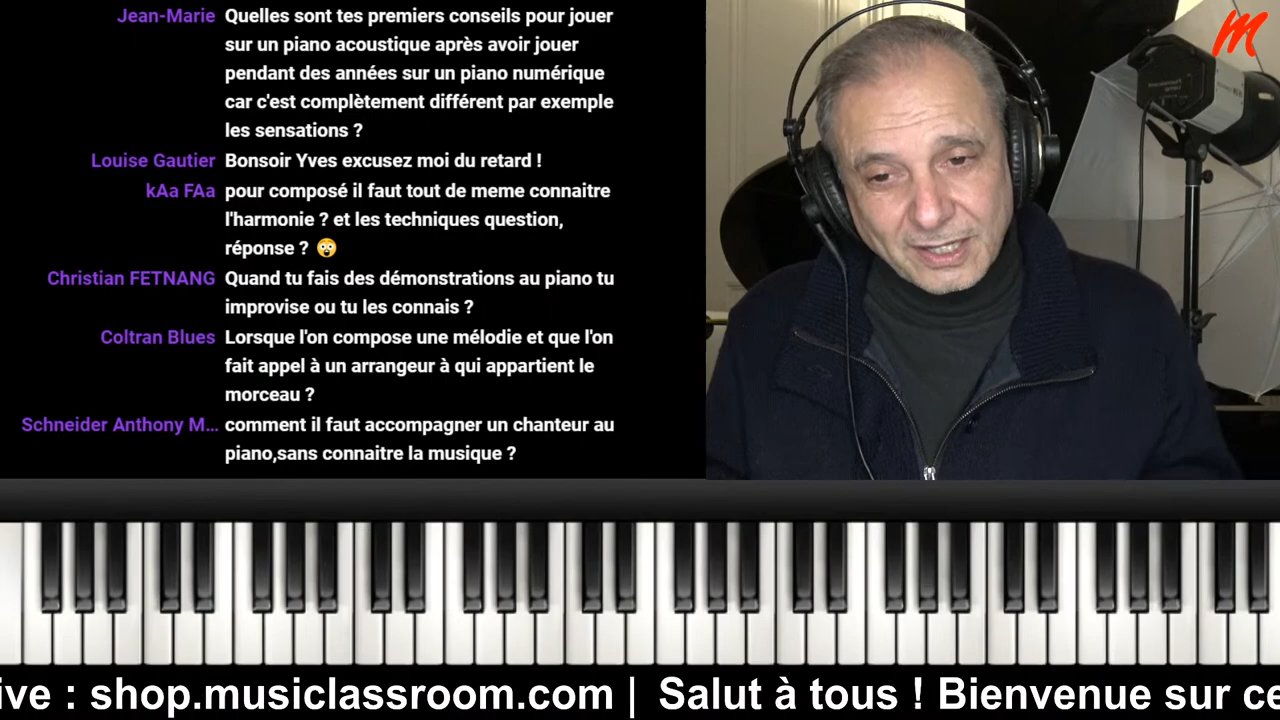 Jean-Marie Quelles sont tes premiers conseils pour jouer
sur un piano acoustique après avoir jouer
pendant des années sur un piano numérique
car c'est complètement différent par exemple
les sensations ?
Louise Gautier Bonsoir Yves excusez moi du retard !
kAa FAa pour composé il faut tout de meme connaitre
l'harmonie ? et les techniques question,
réponse ? 😲
Christian FETNANG Quand tu fais des démonstrations au piano tu
improvise ou tu les connais ?
Coltran Blues Lorsque l'on compose une mélodie et que l'on
fait appel à un arrangeur à qui appartient le
morceau ?
Schneider Anthony M... comment il faut accompagner un chanteur au
piano,sans connaitre la musique ?
M
ive : shop.musiclassroom.com | Salut à tous ! Bienvenue sur ce